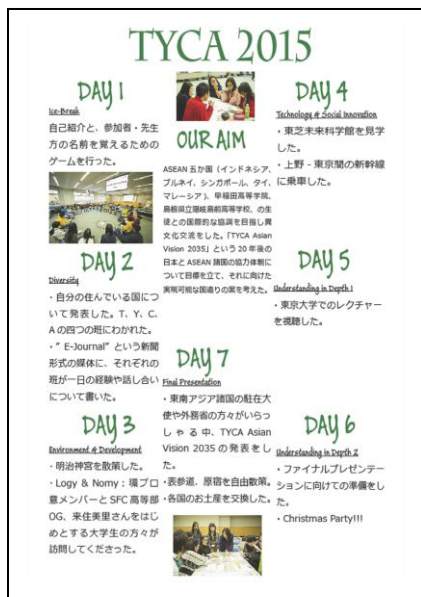 TYCA 2015
DAY 1
Ice-Break
自己紹介と、参加者・先生
方の名前を覚えるための
ゲームを行った。
DAY 2
Diversity
・自分の住んでいる国につ
いて発表した。T、Y、C、
A の四つの班にわかれた。
・” E-Journal” という新聞
形式の媒体に、それぞれの
班が一日の経験や話し合い
について書いた。
DAY 3
Environment & Development
・明治神宮を散策した。
・Logy & Nomy：環プロ
意メンバーと SFC 高等部
OG、来住美里さんをはじ
めとする大学生の方々が
訪問してくださった。
OUR AIM
ASEAN 五か国（インドネシア、
ブルネイ、シンガポール、タイ、
マレーシア）、早稲田高等学院、
島根県立隠岐島前高等学校、の生
徒との国際的な協調を目指し異
文化交流をした。「TYCA Asian
Vision 2035」という 20 年後の
日本と ASEAN 諸国の協力体制に
ついて目標を立て、それに向けた
実現可能な国造りの案を考えた。
DAY 7
Final Presentation
・東南アジア諸国の駐在大
使や外務省の方々がいらっ
しゃる中、TYCA Asian
Vision 2035 の発表をし
た。
・表参道、原宿を自由散策。
・各国のお土産を交換した。
DAY 4
Technology & Social Innovation
・東芝未来科学館を見学
した。
・上野 - 東京間の新幹線
に乗車した。
DAY 5
Understanding in Depth 1
・東京大学でのレクチャー
を視聴した。
DAY 6
Understanding in Depth 2
・ファイナルプレゼンテー
ションに向けての準備をし
た。
・Christmas Party!!!